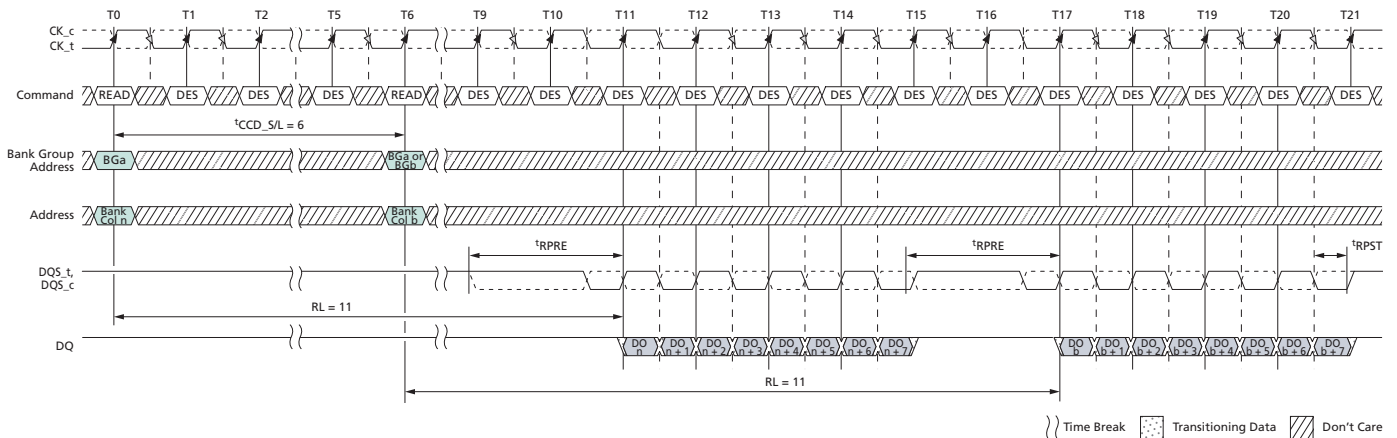 T0 T1 T2 T5 T6 T9 T10 T11 T12 T13 T14 T15 T16 T17 T18 T19 T20 T21
CK_c
CK_t
Command READ DES DES DES READ DES DES DES DES DES DES DES DES DES DES DES DES DES
tCCD_S/L = 6
Bank Group
Address
BGa
BGa or
BGb
Address
Bank
Col n
Bank
Col b
tRPRE tRPRE tRPST
DQS_t,
DQS_c
RL = 11
DQ
DO
n
DO
n + 1
DO
n + 2
DO
n + 3
DO
n + 4
DO
n + 5
DO
n + 6
DO
n + 7
DO
b
DO
b + 1
DO
b + 2
DO
b + 3
DO
b + 4
DO
b + 5
DO
b + 6
DO
b + 7
RL = 11
Time Break Transitioning Data Don't Care